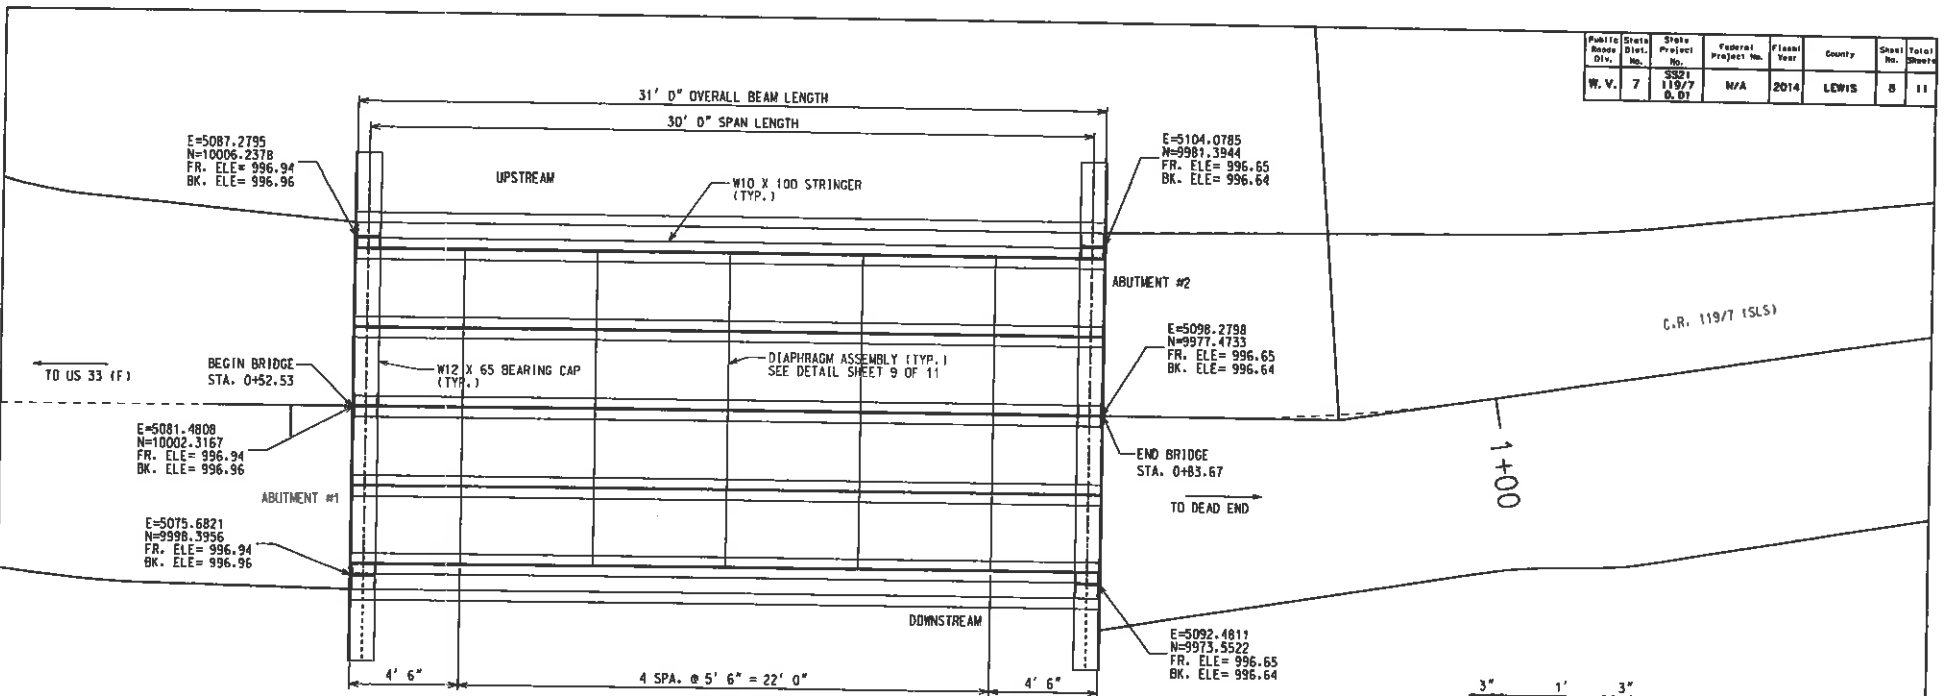 Public Roads Div.
State Dist. No.
State Project No.
Federal Project No.
Fiscal Year
County
Sheet No.
Total Sheets
W. V.
7
SS21 119/7 0.01
N/A
2014
LEWIS
8
11
31' 0" OVERALL BEAM LENGTH
30' 0" SPAN LENGTH
E=5087.2795
N=10006.2378
FR. ELE= 996.94
BK. ELE= 996.96
UPSTREAM
W10 X 100 STRINGER
(TYP.)
E=5104.0785
N=9981.3944
FR. ELE= 996.65
BK. ELE= 996.64
ABUTMENT #2
C.R. 119/7 (SLS)
TO US 33 (F)
BEGIN BRIDGE
STA. 0+52.53
W12 X 65 BEARING CAP
(TYP.)
DIAPHRAGM ASSEMBLY (TYP.)
SEE DETAIL SHEET 9 OF 11
E=5098.2798
N=9977.4733
FR. ELE= 996.65
BK. ELE= 996.64
E=5081.4808
N=10002.3167
FR. ELE= 996.94
BK. ELE= 996.96
ABUTMENT #1
END BRIDGE
STA. 0+83.67
TO DEAD END
1+00
E=5075.6821
N=9998.3956
FR. ELE= 996.94
BK. ELE= 996.96
DOWNSTREAM
E=5092.4811
N=9973.5522
FR. ELE= 996.65
BK. ELE= 996.64
4' 6"
4 SPA. @ 5' 6" = 22' 0"
4' 6"
3"
1'
3"